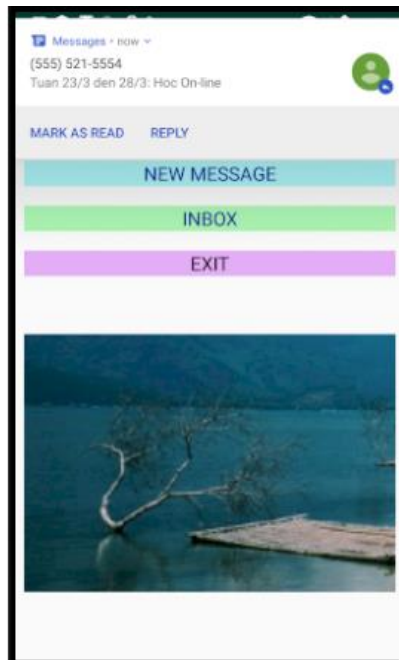 Messages • now
(555) 521-5554
Tuan 23/3 den 28/3: Hoc On-line
MARK AS READ REPLY
NEW MESSAGE
INBOX
EXIT